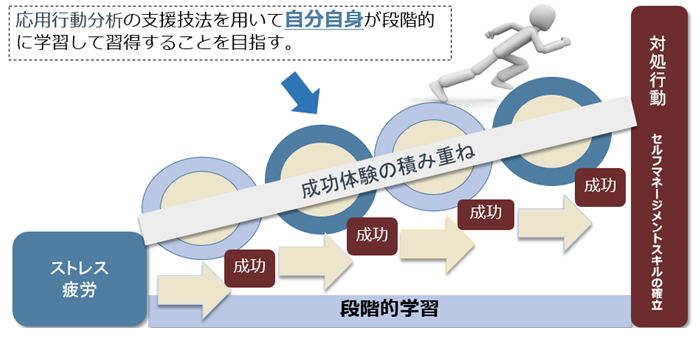 応用行動分析の支援技法を用いて自分自身が段階的
に学習して習得することを目指す。
対処行動 セルフマネージメントスキルの確立
成功体験の積み重ね
成功
成功
成功
成功
ストレス
疲労
段階的学習